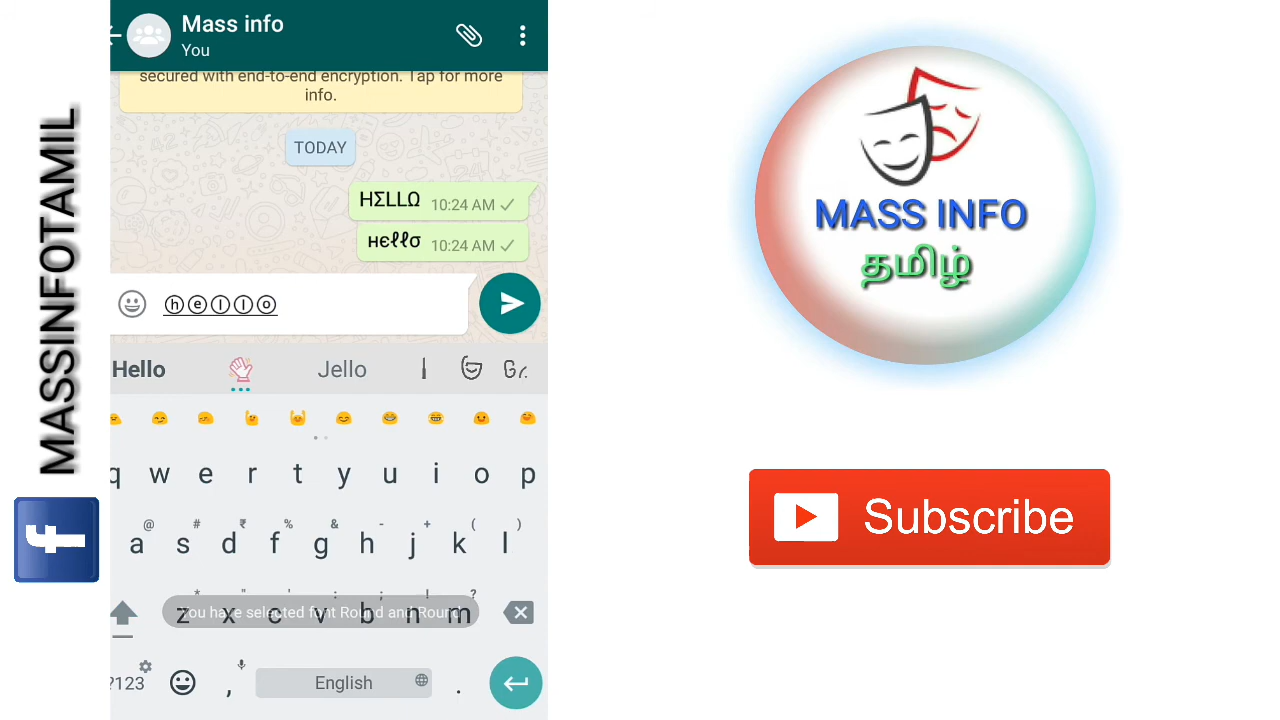 MASSINFOTAMIL
Mass info
You
secured with end-to-end encryption. Tap for more
info.
TODAY
HΣLLΩ 10:24 AM
нєℓℓσ 10:24 AM
ⓗⓔⓛⓛⓞ
Hello Jello
q w e r t y u i o p
@ # ₹ % & - + ( )
a s d f g h j k l
* " ' : ; ! ?
z x c v b n m
You have selected font Round and Round
?123 , English .
MASS INFO
தமிழ்
Subscribe